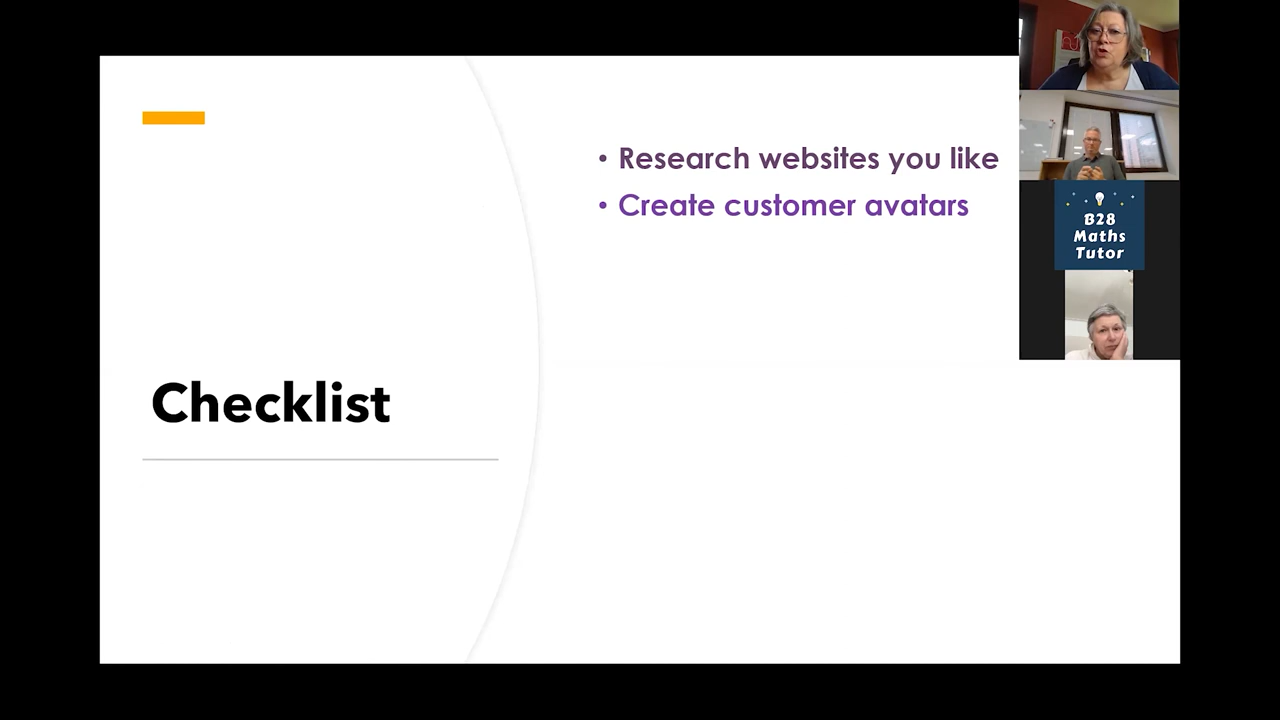 Checklist
• Research websites you like
• Create customer avatars
B28
Maths
Tutor